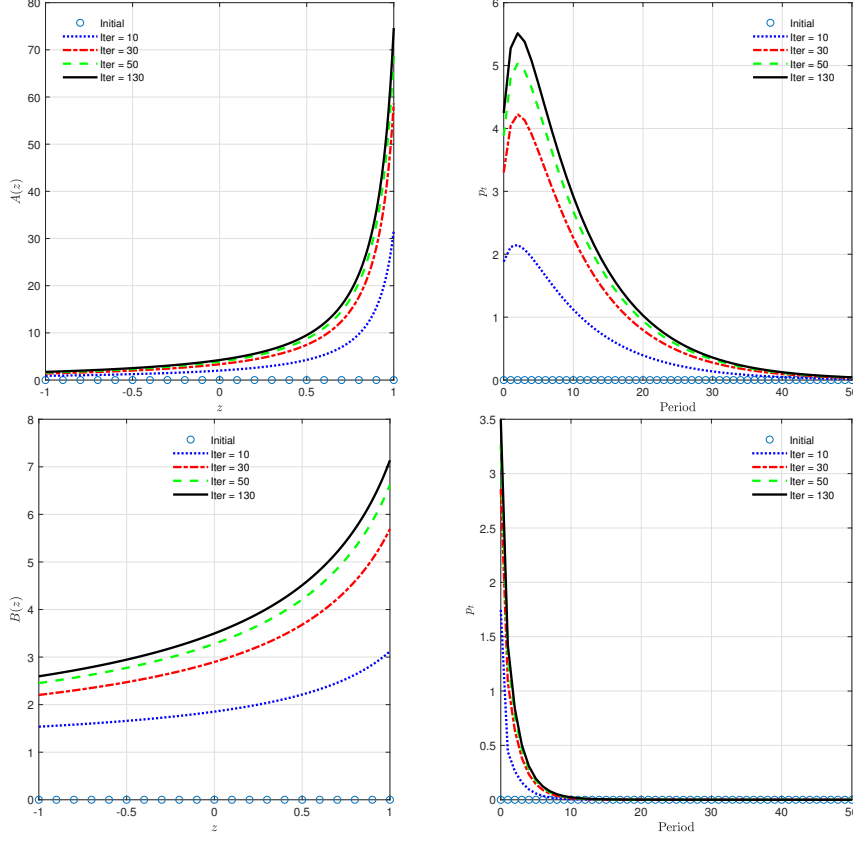 80
70
60
50
40
30
20
10
0
A(z)
-1
-0.5
0
0.5
1
z
Initial
Iter = 10
Iter = 30
Iter = 50
Iter = 130
6
5
4
3
2
1
0
pt
0
10
20
30
40
50
Period
Initial
Iter = 10
Iter = 30
Iter = 50
Iter = 130
8
7
6
5
4
3
2
1
0
B(z)
-1
-0.5
0
0.5
1
z
Initial
Iter = 10
Iter = 30
Iter = 50
Iter = 130
3.5
3
2.5
2
1.5
1
0.5
0
pt
0
10
20
30
40
50
Period
Initial
Iter = 10
Iter = 30
Iter = 50
Iter = 130